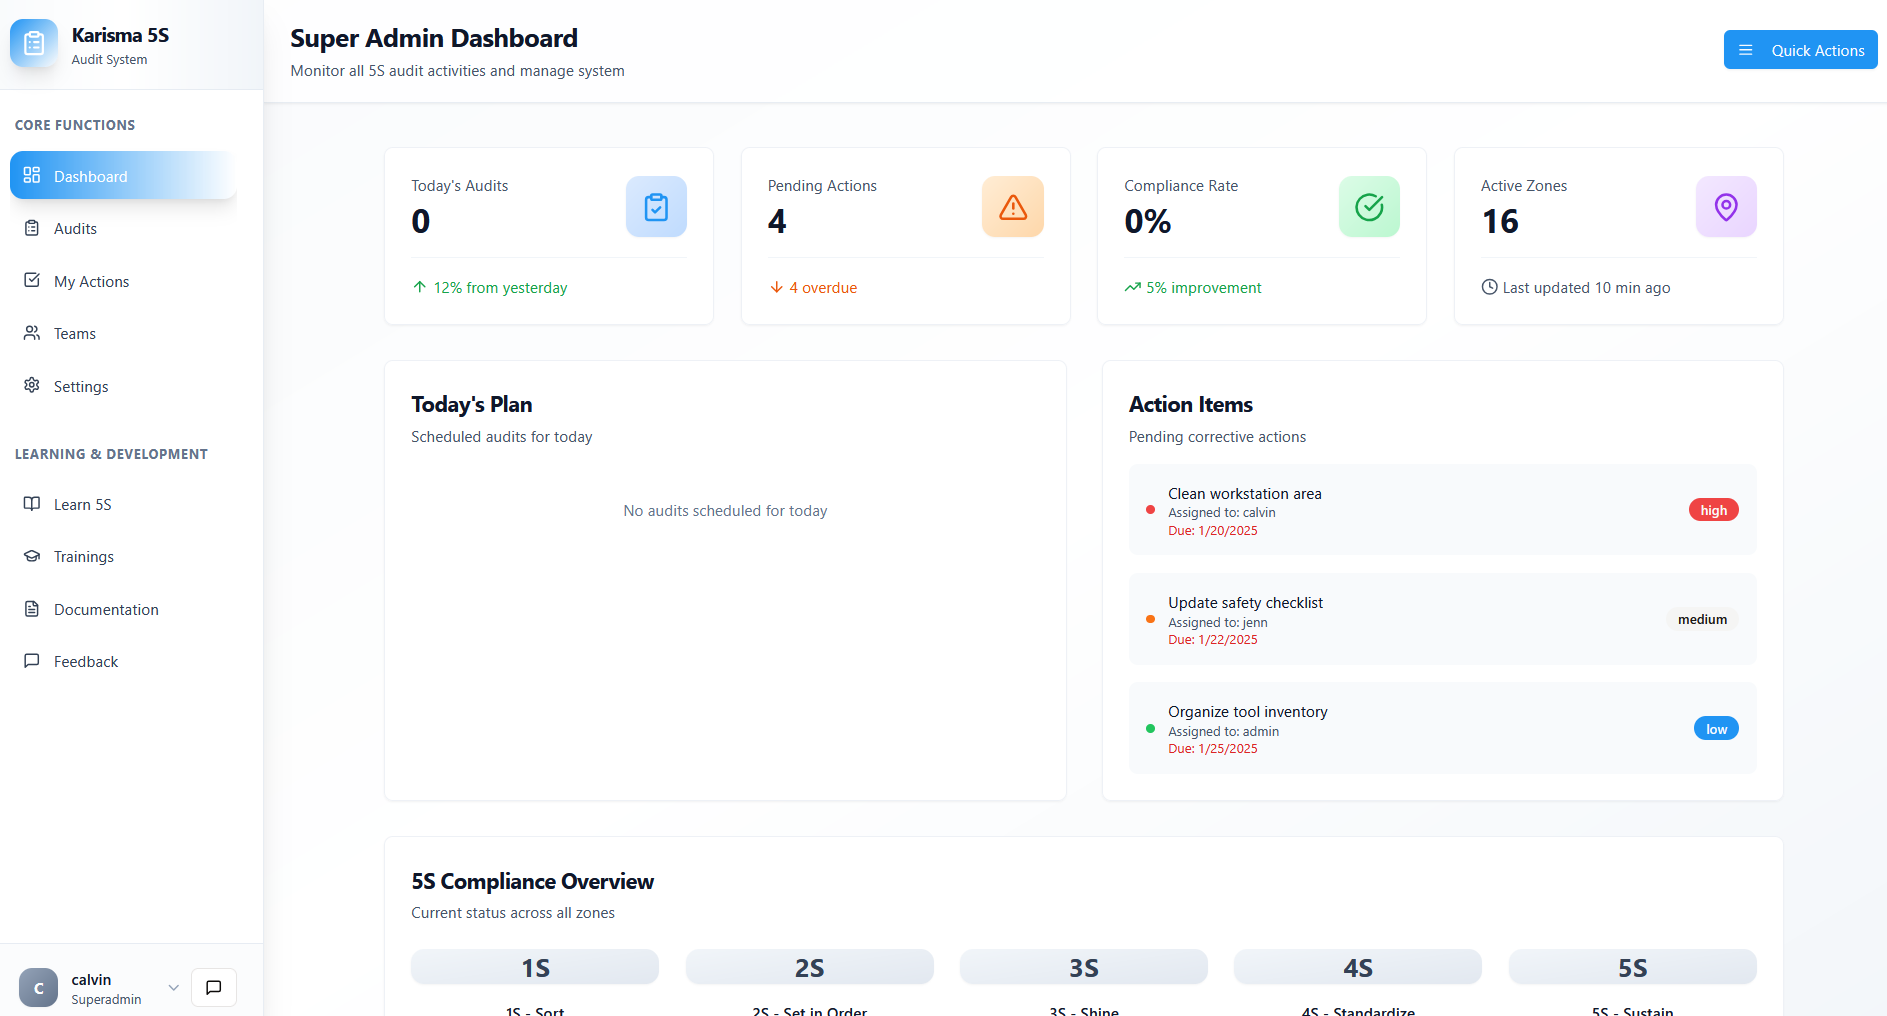 Karisma 5S
Audit System
CORE FUNCTIONS
Dashboard
Audits
My Actions
Teams
Settings
LEARNING & DEVELOPMENT
Learn 5S
Trainings
Documentation
Feedback
C
calvin
Superadmin
Super Admin Dashboard
Monitor all 5S audit activities and manage system
Quick Actions
Today's Audits
0
12% from yesterday
Pending Actions
4
4 overdue
Compliance Rate
0%
5% improvement
Active Zones
16
Last updated 10 min ago
Today's Plan
Scheduled audits for today
No audits scheduled for today
Action Items
Pending corrective actions
Clean workstation area
Assigned to: calvin
Due: 1/20/2025
high
Update safety checklist
Assigned to: jenn
Due: 1/22/2025
medium
Organize tool inventory
Assigned to: admin
Due: 1/25/2025
low
5S Compliance Overview
Current status across all zones
1S
1S - Sort
2S
2S - Set in Order
3S
3S - Shine
4S
4S - Standardize
5S
5S - Sustain